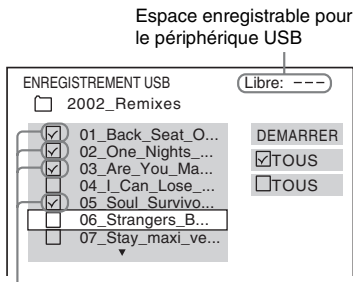 Espace enregistrable pour
le périphérique USB
ENREGISTREMENT USB
Libre: ---
2002_Remixes
01_Back_Seat_O...
02_One_Nights_...
03_Are_You_Ma...
04_I_Can_Lose_...
05_Soul_Survivo...
06_Strangers_B...
07_Stay_maxi_ve...
DEMARRER
TOUS
TOUS